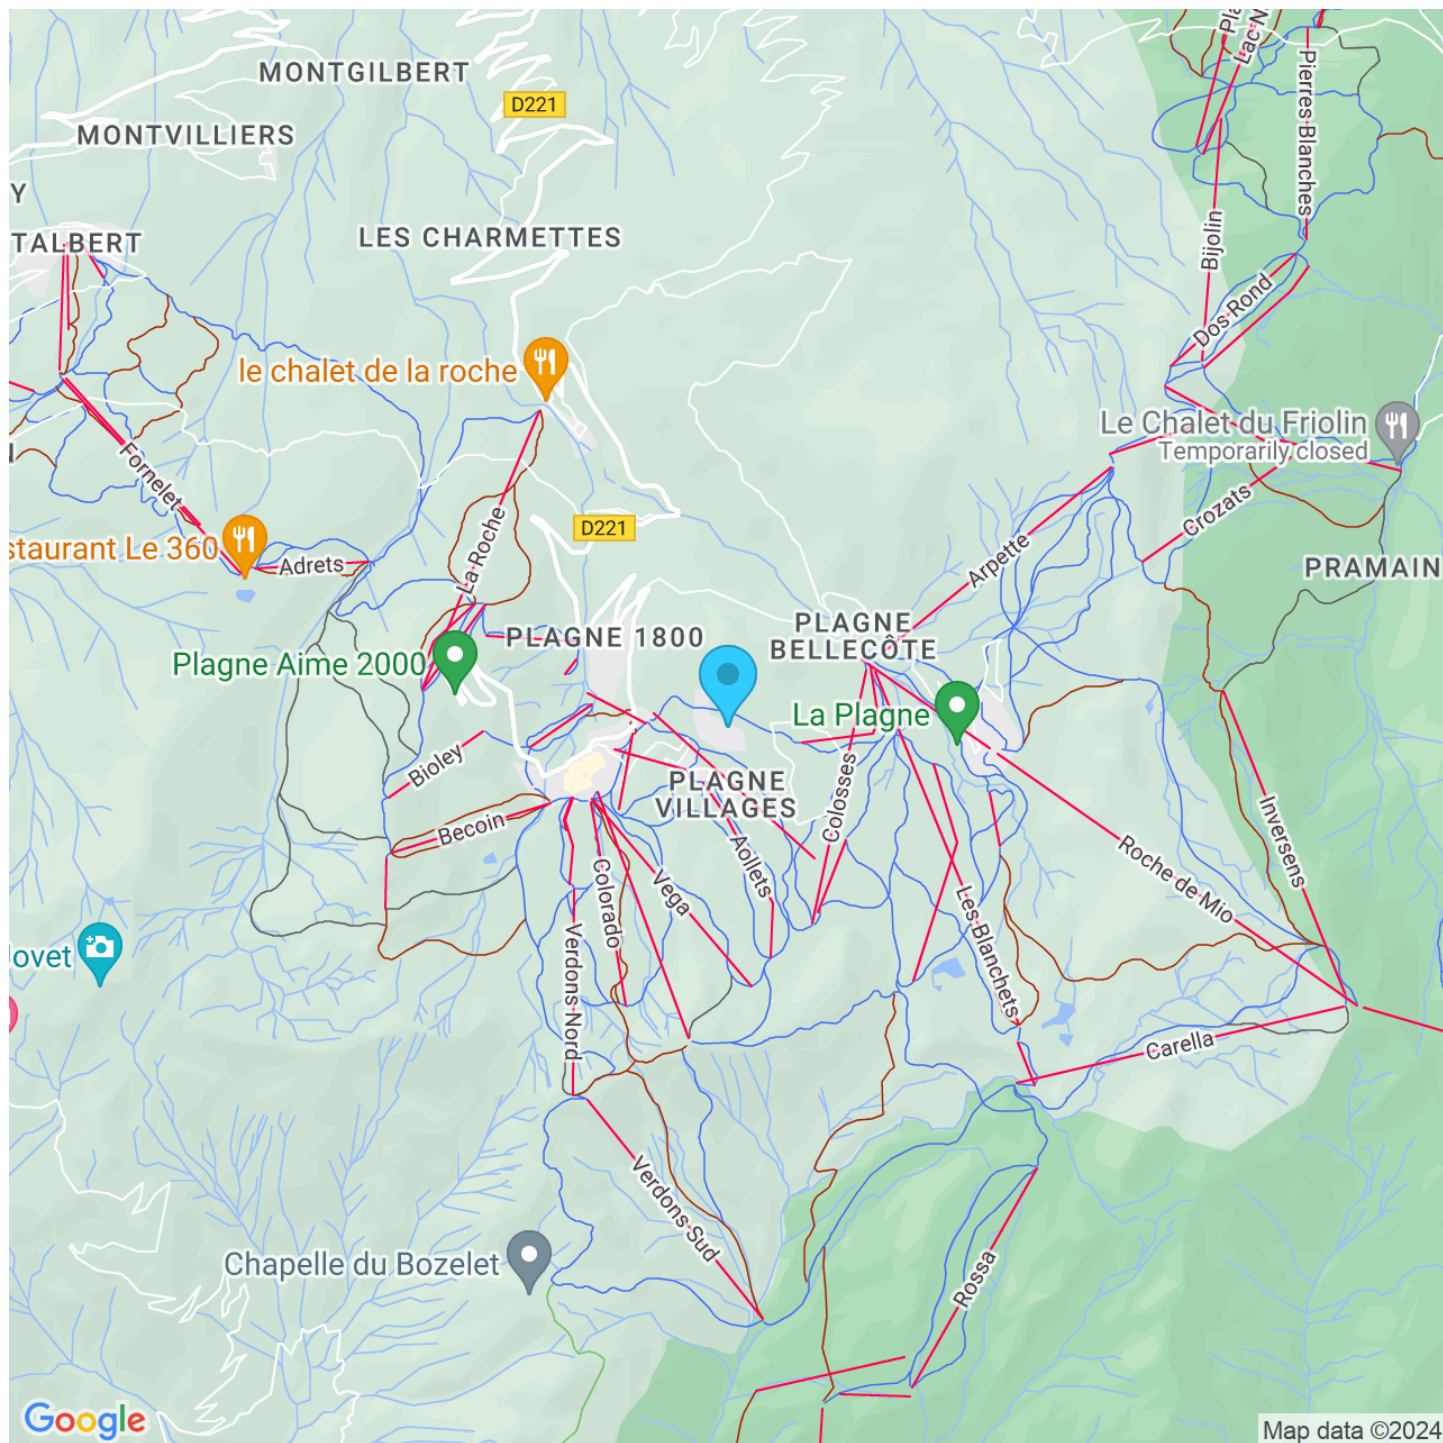 Lac N
MONTGILBERT
D221
MONTVILLIERS
Pierres Blanches
Y
TALBERT
LES CHARMETTES
Bijolin
Dos Rond
le chalet de la roche
Le Chalet du Friolin
Temporarily closed
Fornelet
N
Crozats
D221
staurant Le 360
Adrets
La Roche
Arpette
PRAMAIN
PLAGNE 1800
PLAGNE
BELLECÔTE
Plagne Aime 2000
La Plagne
Bioley
PLAGNE
VILLAGES
Colosses
Becoin
Inversens
Aollets
Roche de Mio
Vega
Colorado
Les Blanchets
Verdons Nord
ovet
Carella
Verdons Sud
Chapelle du Bozelet
Rossa
Google
Map data ©2024